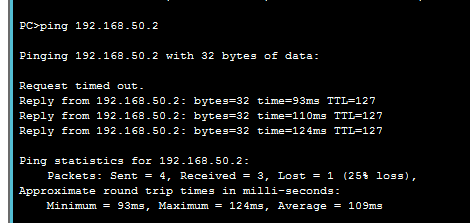 PC>ping 192.168.50.2
Pinging 192.168.50.2 with 32 bytes of data:
Request timed out.
Reply from 192.168.50.2: bytes=32 time=93ms TTL=127
Reply from 192.168.50.2: bytes=32 time=110ms TTL=127
Reply from 192.168.50.2: bytes=32 time=124ms TTL=127
Ping statistics for 192.168.50.2:
Packets: Sent = 4, Received = 3, Lost = 1 (25% loss),
Approximate round trip times in milli-seconds:
Minimum = 93ms, Maximum = 124ms, Average = 109ms